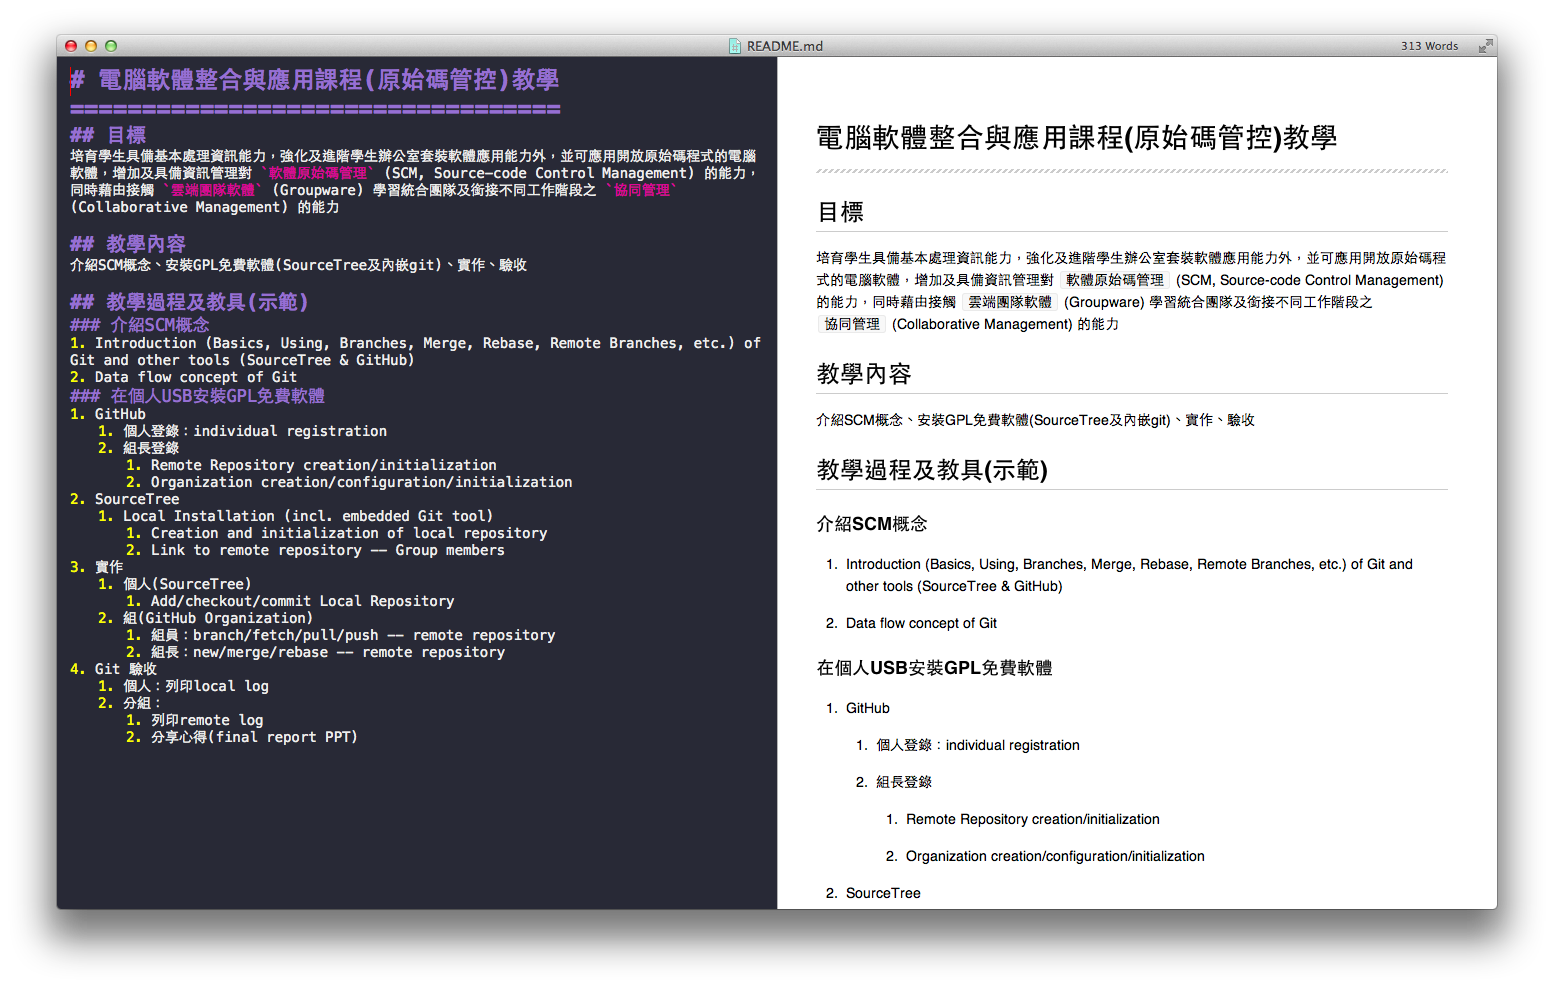 README.md
313 Words
# 電腦軟體整合與應用課程(原始碼管控)教學
==================================
## 目標
培育學生具備基本處理資訊能力，強化及進階學生辦公室套裝軟體應用能力外，並可應用開放原始碼程式的電腦
軟體，增加及具備資訊管理對 `軟體原始碼管理` (SCM, Source-code Control Management) 的能力，
同時藉由接觸 `雲端團隊軟體` (Groupware) 學習統合團隊及銜接不同工作階段之 `協同管理`
(Collaborative Management) 的能力
## 教學內容
介紹SCM概念、安裝GPL免費軟體(SourceTree及內嵌git)、實作、驗收
## 教學過程及教具(示範)
### 介紹SCM概念
1. Introduction (Basics, Using, Branches, Merge, Rebase, Remote Branches, etc.) of
Git and other tools (SourceTree & GitHub)
2. Data flow concept of Git
### 在個人USB安裝GPL免費軟體
1. GitHub
1. 個人登錄：individual registration
2. 組長登錄
1. Remote Repository creation/initialization
2. Organization creation/configuration/initialization
2. SourceTree
1. Local Installation (incl. embedded Git tool)
1. Creation and initialization of local repository
2. Link to remote repository -- Group members
3. 實作
1. 個人(SourceTree)
1. Add/checkout/commit Local Repository
2. 組(GitHub Organization)
1. 組員：branch/fetch/pull/push -- remote repository
2. 組長：new/merge/rebase -- remote repository
4. Git 驗收
1. 個人：列印local log
2. 分組：
1. 列印remote log
2. 分享心得(final report PPT)
電腦軟體整合與應用課程(原始碼管控)教學
目標
培育學生具備基本處理資訊能力，強化及進階學生辦公室套裝軟體應用能力外，並可應用開放原始碼程
式的電腦軟體，增加及具備資訊管理對 軟體原始碼管理 (SCM, Source-code Control Management)
的能力，同時藉由接觸 雲端團隊軟體 (Groupware) 學習統合團隊及銜接不同工作階段之
協同管理 (Collaborative Management) 的能力
教學內容
介紹SCM概念、安裝GPL免費軟體(SourceTree及內嵌git)、實作、驗收
教學過程及教具(示範)
介紹SCM概念
1. Introduction (Basics, Using, Branches, Merge, Rebase, Remote Branches, etc.) of Git and
other tools (SourceTree & GitHub)
2. Data flow concept of Git
在個人USB安裝GPL免費軟體
1. GitHub
1. 個人登錄：individual registration
2. 組長登錄
1. Remote Repository creation/initialization
2. Organization creation/configuration/initialization
2. SourceTree